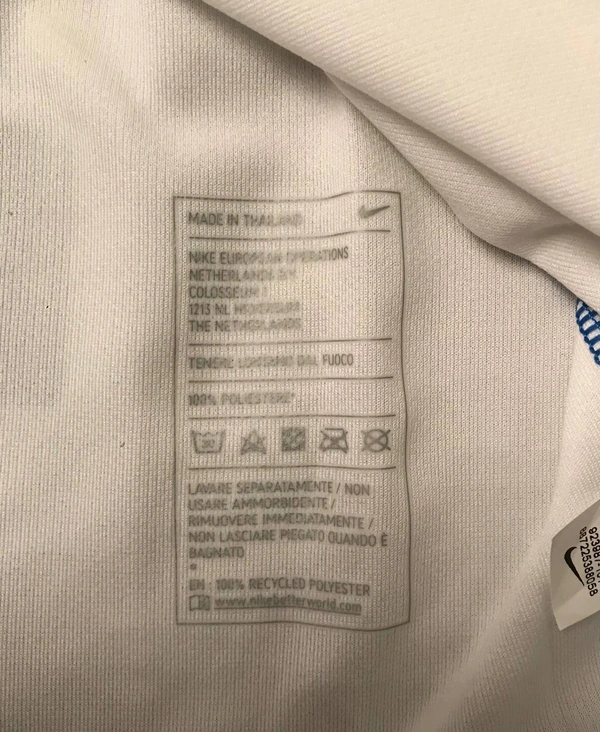 MADE IN THAILAND
NIKE EUROPEAN OPERATIONS
NETHERLANDS B.V.
COLOSSEUM 1
1213 NL HILVERSUM
THE NETHERLANDS
TENERE LONTANO DAL FUOCO
100% POLIESTERE*
30°
LAVARE SEPARATAMENTE / NON
USARE AMMORBIDENTE /
RIMUOVERE IMMEDIATAMENTE /
NON LASCIARE PIEGATO QUANDO È
BAGNATO
*
EN - 100% RECYCLED POLYESTER
www.nikebetterworld.com